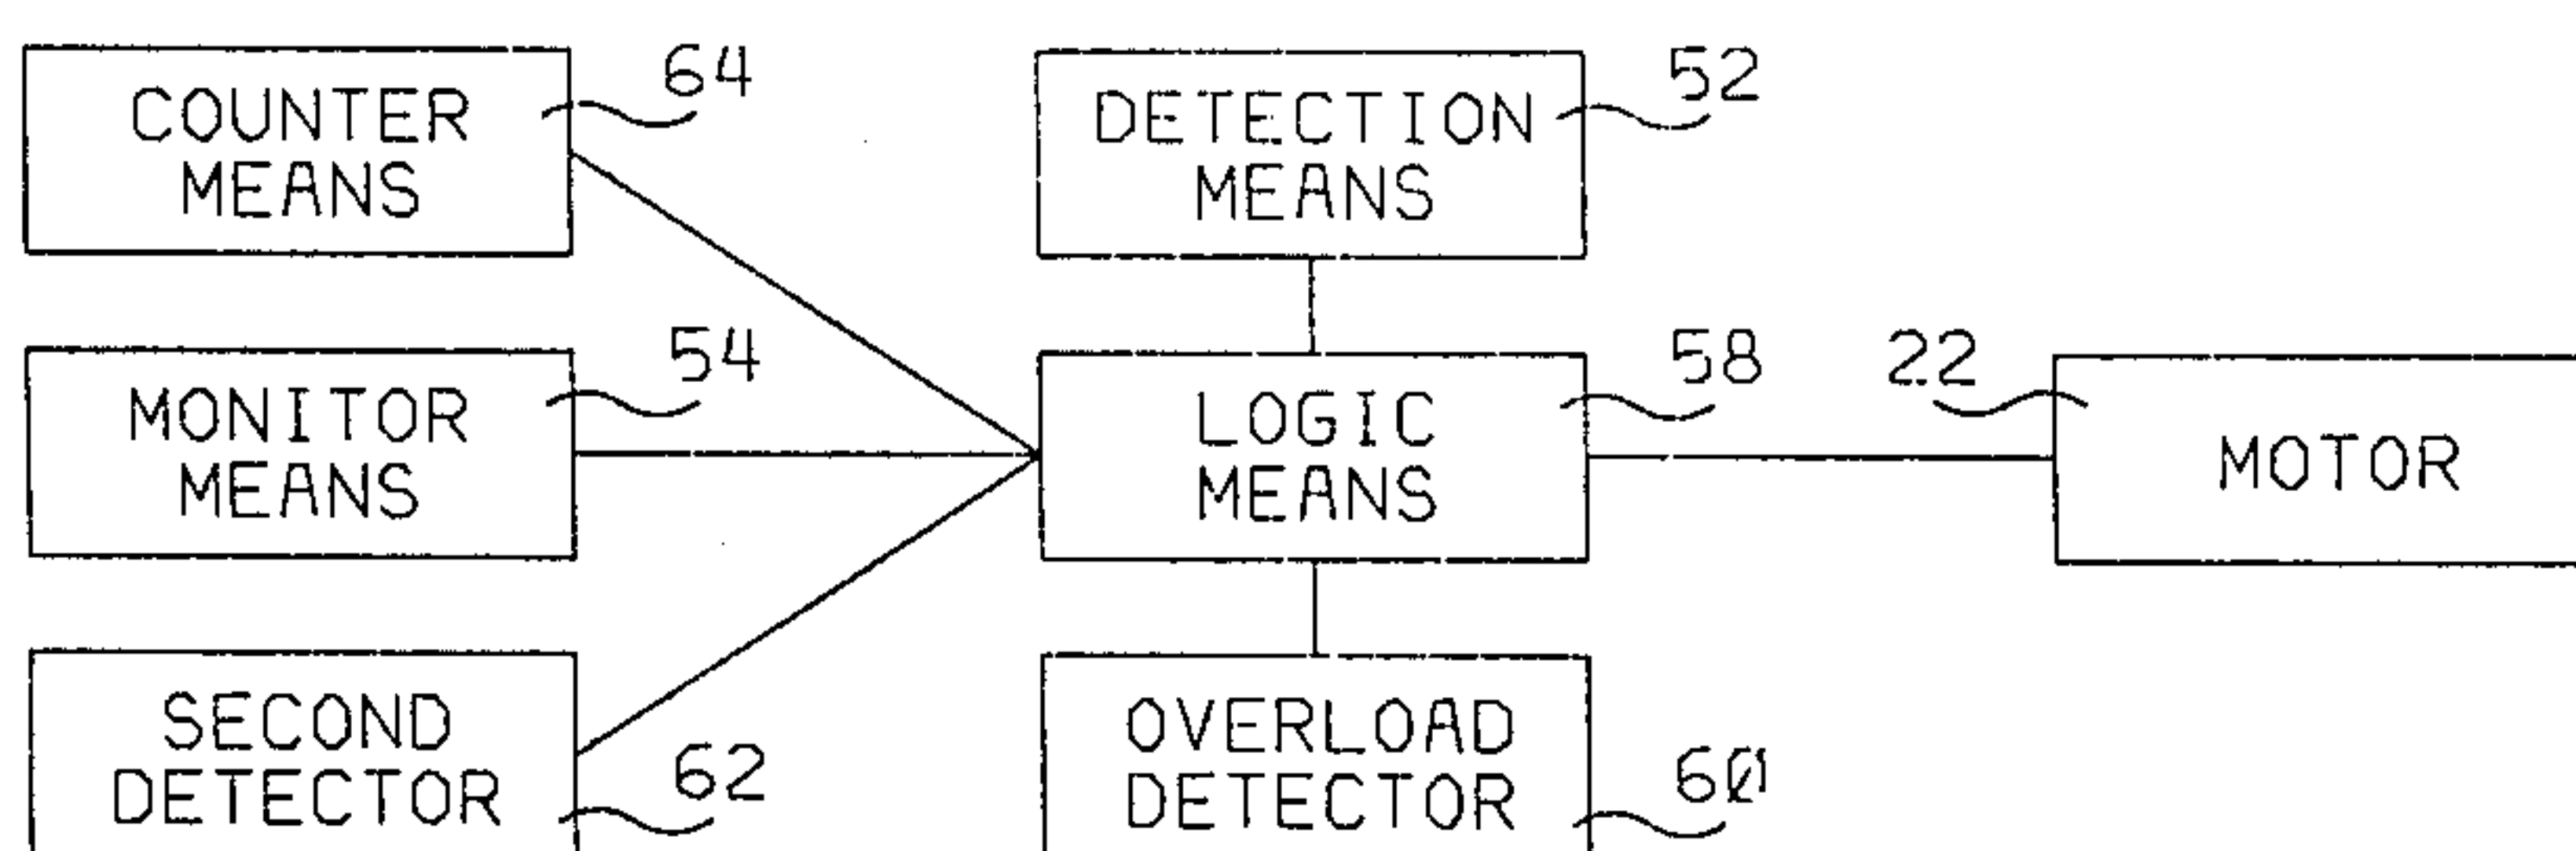 COUNTER
MEANS
64
DETECTION
MEANS
52
MONITOR
MEANS
54
LOGIC
MEANS
58
22
MOTOR
SECOND
DETECTOR
62
OVERLOAD
DETECTOR
60